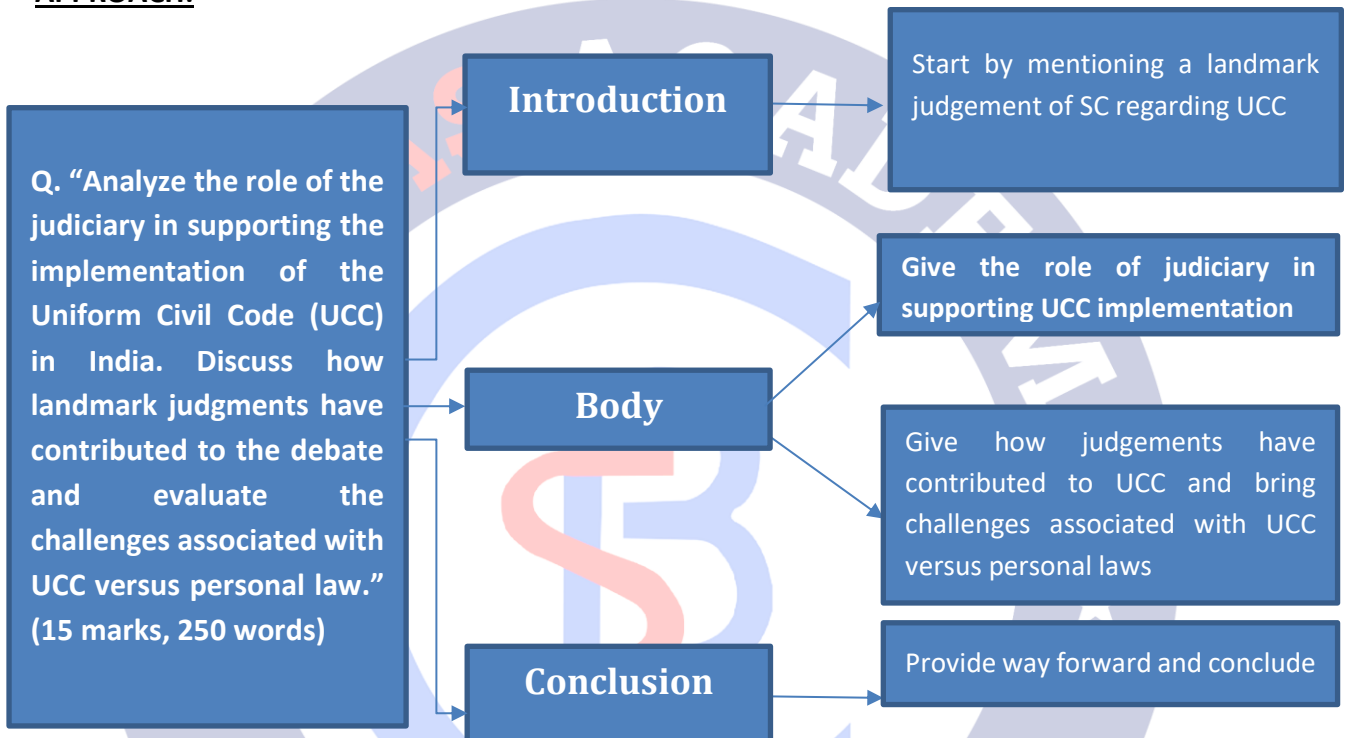 APPROACH:
Q. “Analyze the role of the
judiciary in supporting the
implementation of the
Uniform Civil Code (UCC)
in India. Discuss how
landmark judgments have
contributed to the debate
and evaluate the
challenges associated with
UCC versus personal law.”
(15 marks, 250 words)
Introduction
Start by mentioning a landmark
judgement of SC regarding UCC
Body
Give the role of judiciary in
supporting UCC implementation
Give how judgements have
contributed to UCC and bring
challenges associated with UCC
versus personal laws
Conclusion
Provide way forward and conclude